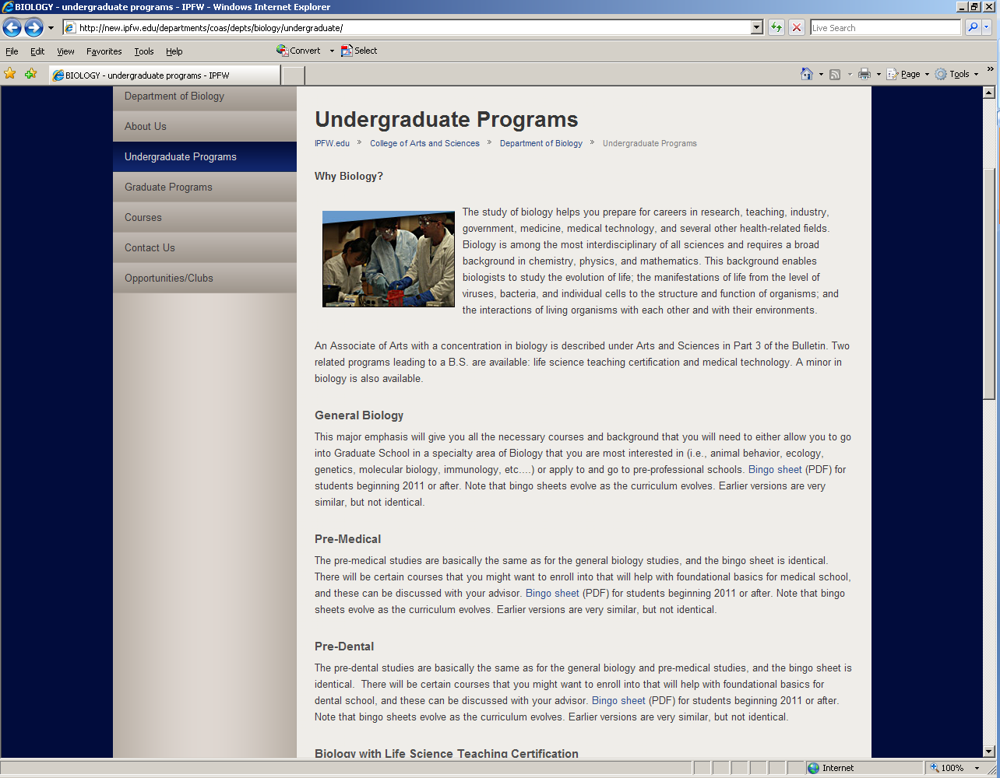 BIOLOGY - undergraduate programs - IPFW - Windows Internet Explorer
http://new.ipfw.edu/departments/coas/depts/biology/undergraduate/
Live Search
File Edit View Favorites Tools Help
Convert Select
BIOLOGY - undergraduate programs - IPFW
Page Tools »
Department of Biology
About Us
Undergraduate Programs
Graduate Programs
Courses
Contact Us
Opportunities/Clubs
Undergraduate Programs
IPFW.edu » College of Arts and Sciences » Department of Biology » Undergraduate Programs
Why Biology?
The study of biology helps you prepare for careers in research, teaching, industry,
government, medicine, medical technology, and several other health-related fields.
Biology is among the most interdisciplinary of all sciences and requires a broad
background in chemistry, physics, and mathematics. This background enables
biologists to study the evolution of life; the manifestations of life from the level of
viruses, bacteria, and individual cells to the structure and function of organisms; and
the interactions of living organisms with each other and with their environments.
An Associate of Arts with a concentration in biology is described under Arts and Sciences in Part 3 of the Bulletin. Two
related programs leading to a B.S. are available: life science teaching certification and medical technology. A minor in
biology is also available.
General Biology
This major emphasis will give you all the necessary courses and background that you will need to either allow you to go
into Graduate School in a specialty area of Biology that you are most interested in (i.e., animal behavior, ecology,
genetics, molecular biology, immunology, etc....) or apply to and go to pre-professional schools. Bingo sheet (PDF) for
students beginning 2011 or after. Note that bingo sheets evolve as the curriculum evolves. Earlier versions are very
similar, but not identical.
Pre-Medical
The pre-medical studies are basically the same as for the general biology studies, and the bingo sheet is identical.
There will be certain courses that you might want to enroll into that will help with foundational basics for medical school,
and these can be discussed with your advisor. Bingo sheet (PDF) for students beginning 2011 or after. Note that bingo
sheets evolve as the curriculum evolves. Earlier versions are very similar, but not identical.
Pre-Dental
The pre-dental studies are basically the same as for the general biology and pre-medical studies, and the bingo sheet is
identical. There will be certain courses that you might want to enroll into that will help with foundational basics for
dental school, and these can be discussed with your advisor. Bingo sheet (PDF) for students beginning 2011 or after.
Note that bingo sheets evolve as the curriculum evolves. Earlier versions are very similar, but not identical.
Biology with Life Science Teaching Certification
Internet 100%